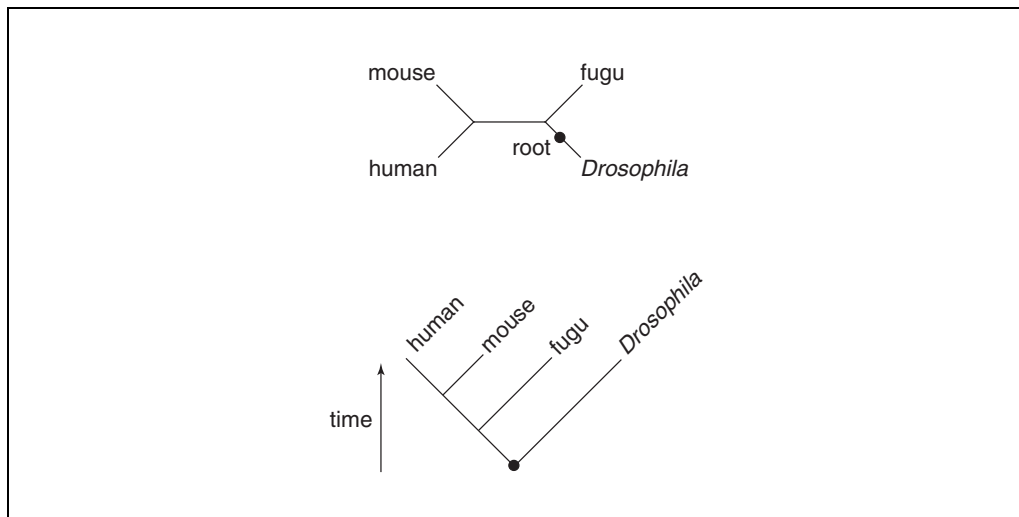 mouse fugu
root
human Drosophila
human mouse fugu Drosophila
time